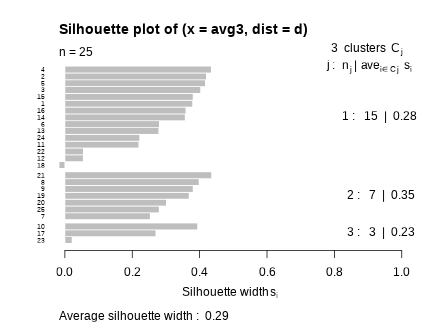 Silhouette plot of (x = avg3, dist = d)
n = 25
3 clusters Cj
j : nj | avei∈Cj si
4
2
5
3
15
1
16
14
6
13
24
11
22
12
18
1 : 15 | 0.28
21
8
9
19
20
25
7
2 : 7 | 0.35
10
17
23
3 : 3 | 0.23
0.0 0.2 0.4 0.6 0.8 1.0
Silhouette width si
Average silhouette width : 0.29